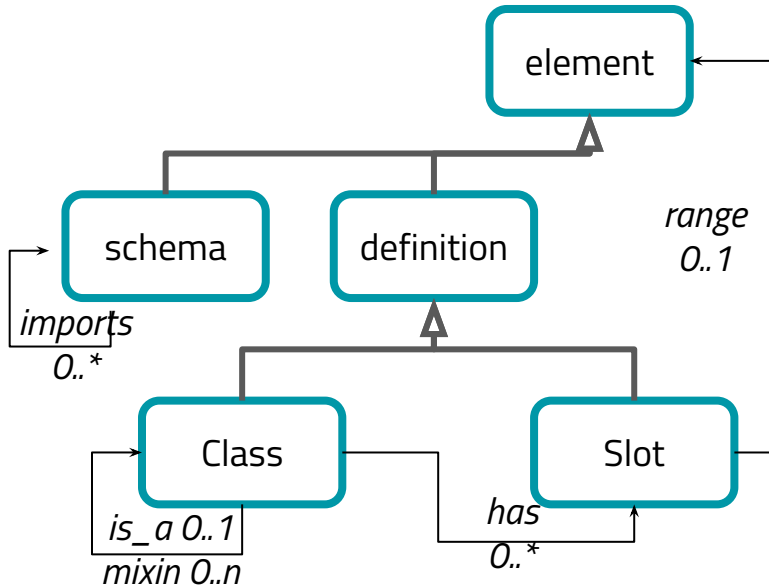 element
schema
definition
range
0..1
imports
0..*
Class
Slot
is_a 0..1
mixin 0..n
has
0..*